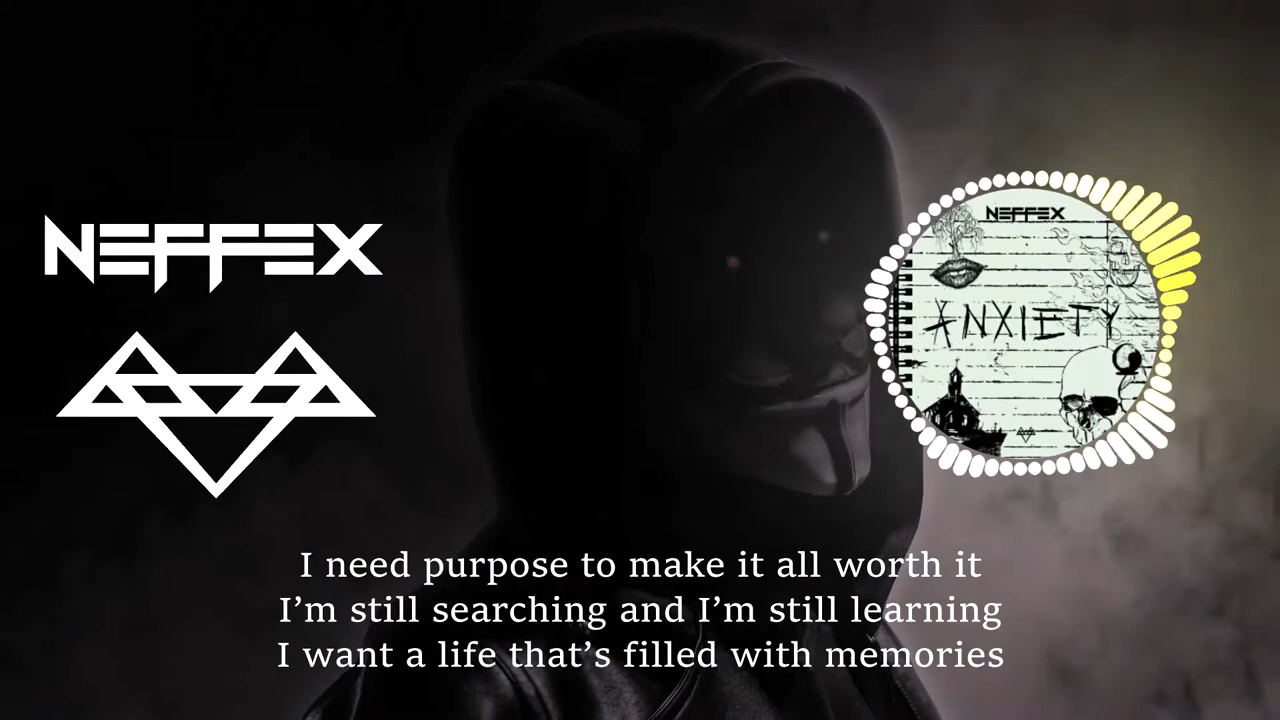 NEFFEX
NEFFEX
ANXIETY
I need purpose to make it all worth it
I’m still searching and I’m still learning
I want a life that’s filled with memories